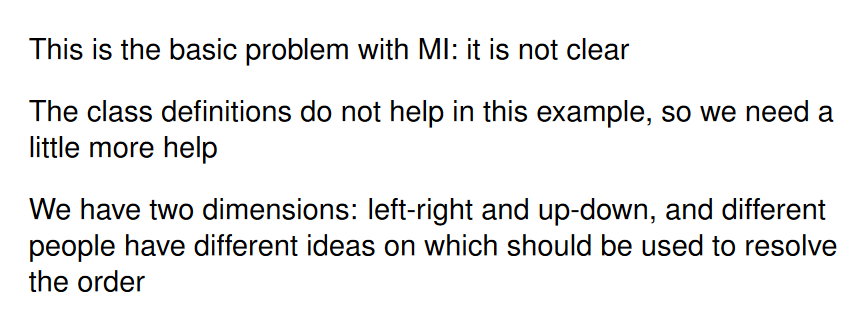 This is the basic problem with MI: it is not clear
The class definitions do not help in this example, so we need a
little more help
We have two dimensions: left-right and up-down, and different
people have different ideas on which should be used to resolve
the order